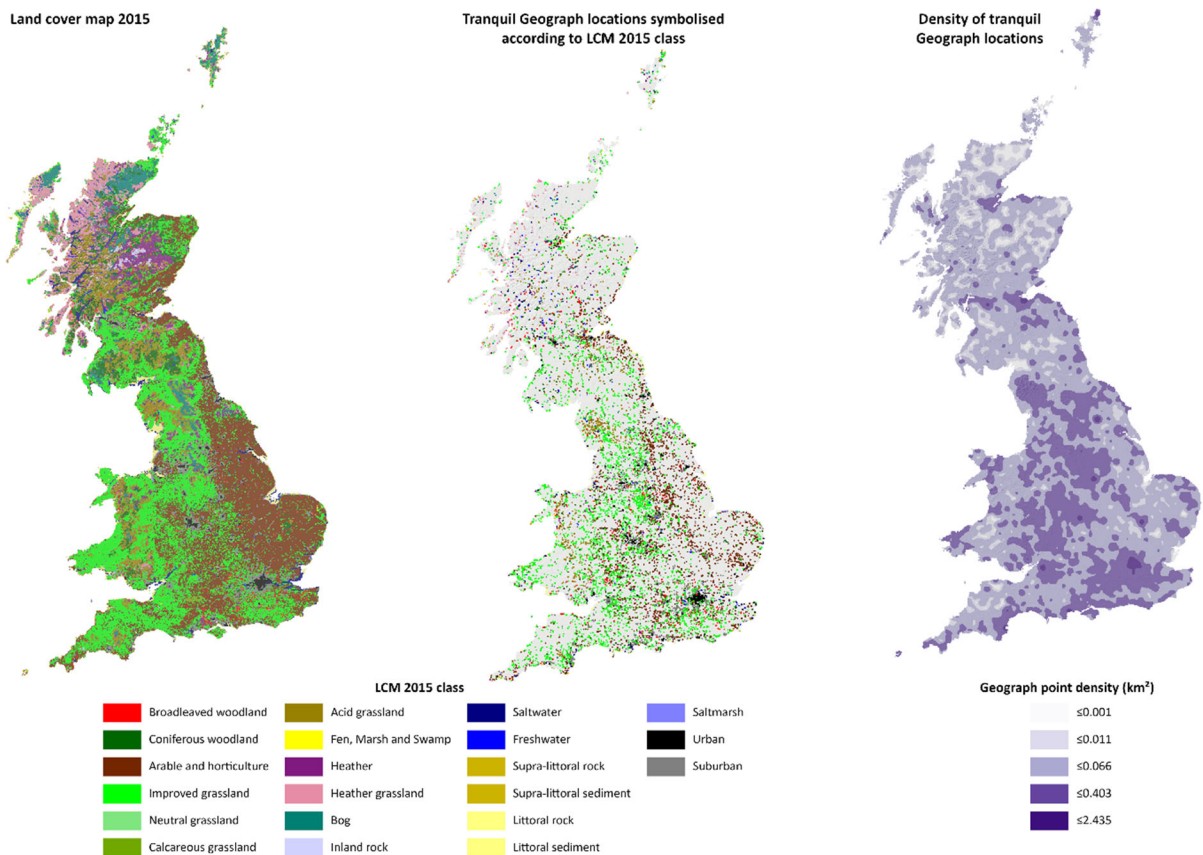 Land cover map 2015
Tranquil Geograph locations symbolised
according to LCM 2015 class
Density of tranquil
Geograph locations
LCM 2015 class
Broadleaved woodland
Coniferous woodland
Arable and horticulture
Improved grassland
Neutral grassland
Calcareous grassland
Acid grassland
Fen, Marsh and Swamp
Heather
Heather grassland
Bog
Inland rock
Saltwater
Freshwater
Supra-littoral rock
Supra-littoral sediment
Littoral rock
Littoral sediment
Saltmarsh
Urban
Suburban
Geograph point density (km²)
≤0.001
≤0.011
≤0.066
≤0.403
≤2.435